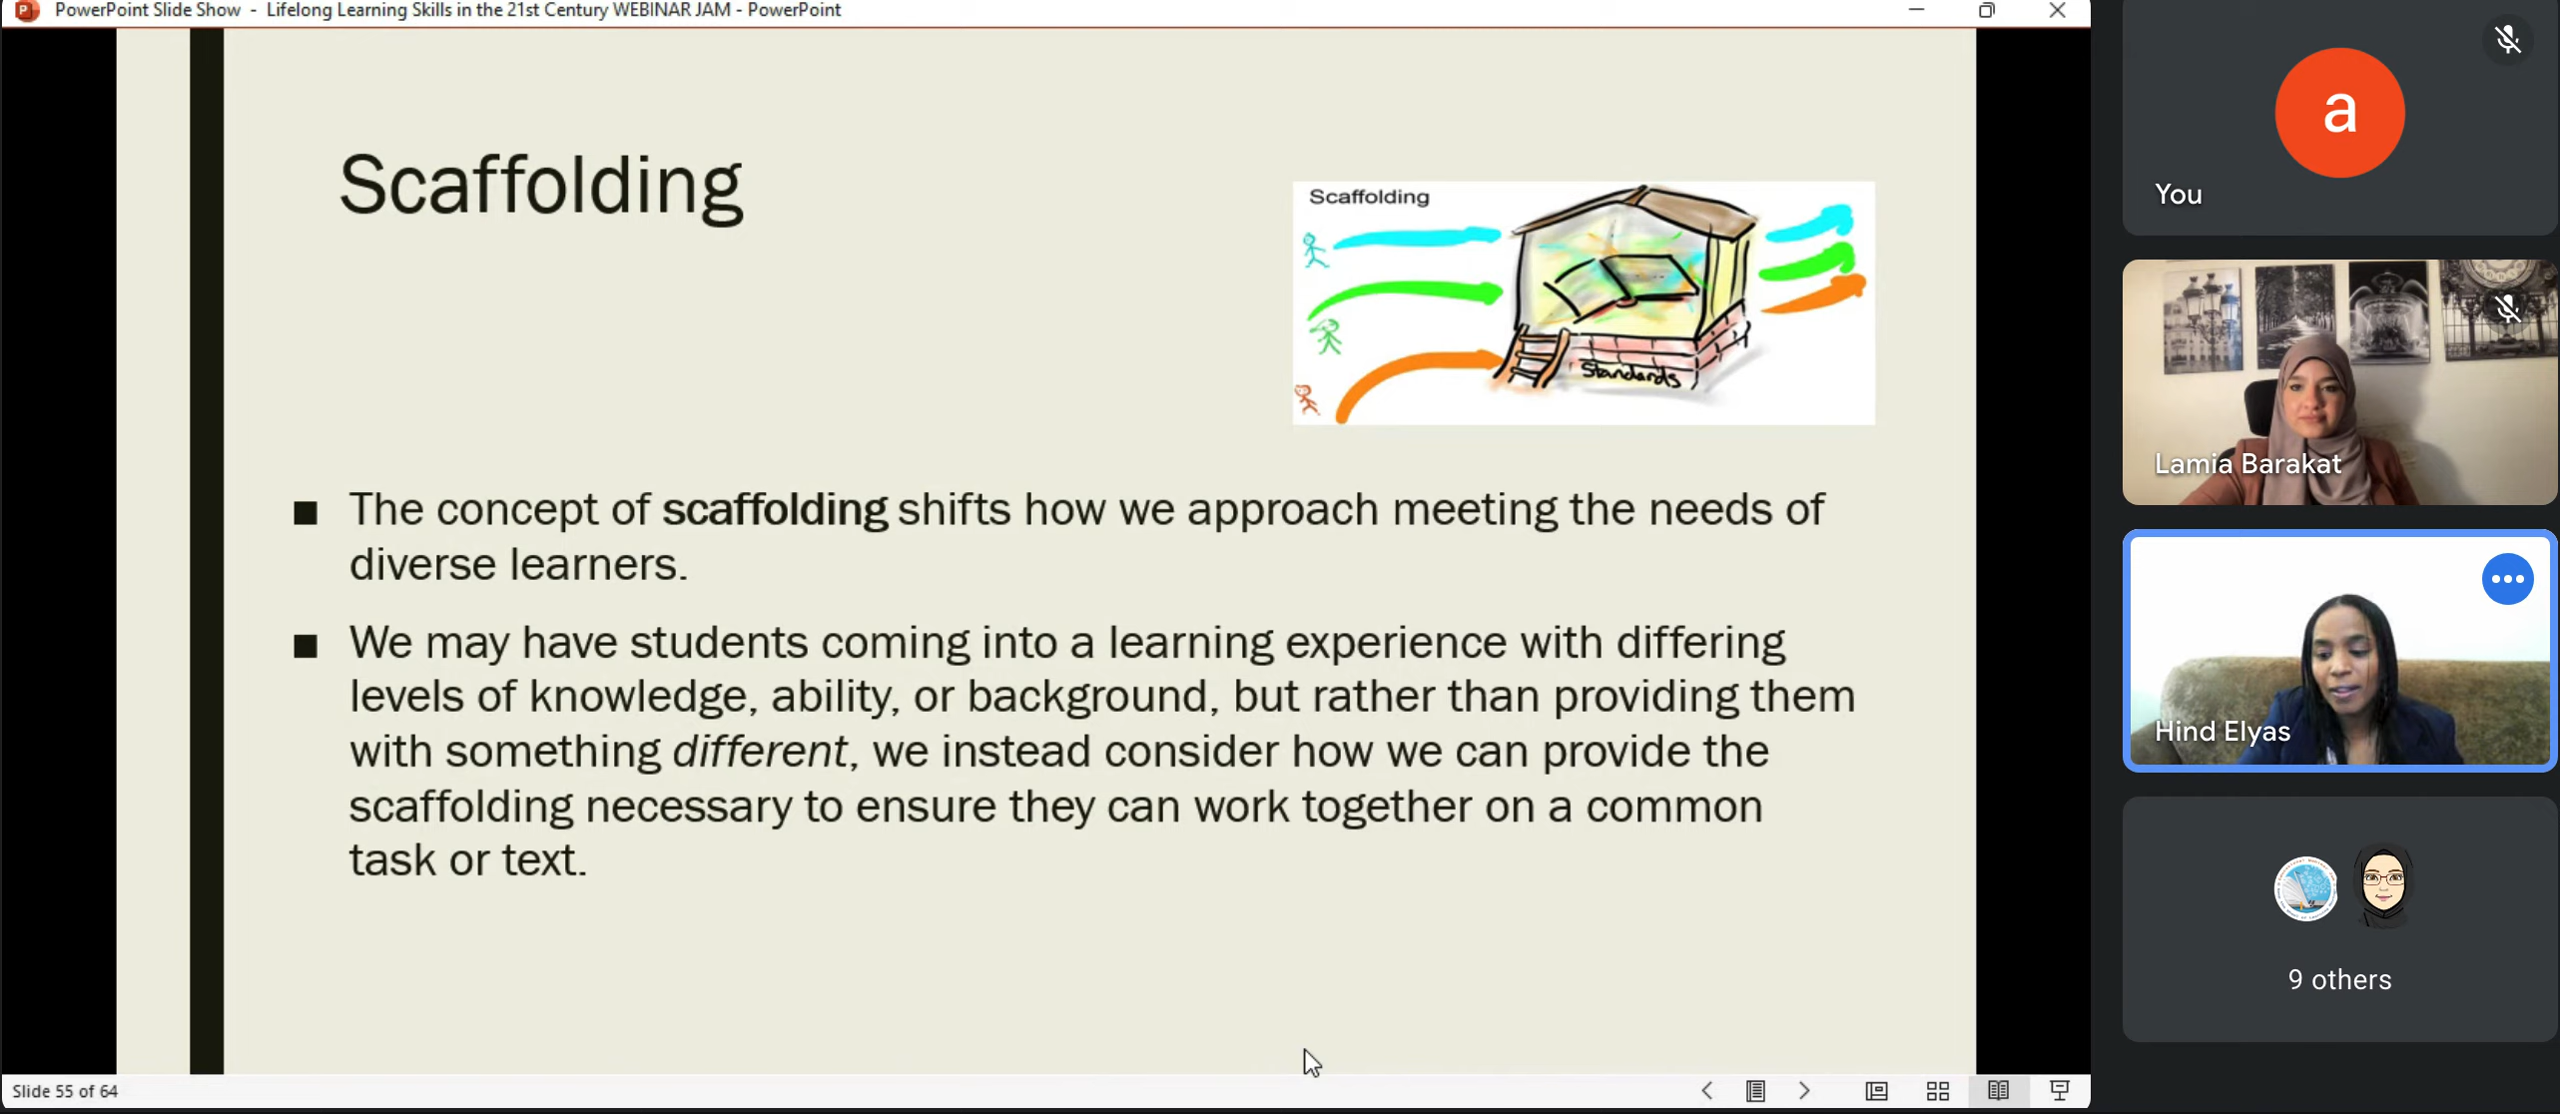 PowerPoint Slide Show - Lifelong Learning Skills in the 21st Century WEBINAR JAM - PowerPoint
Scaffolding
Scaffolding
Standards
The concept of scaffolding shifts how we approach meeting the needs of
diverse learners.
We may have students coming into a learning experience with differing
levels of knowledge, ability, or background, but rather than providing them
with something different, we instead consider how we can provide the
scaffolding necessary to ensure they can work together on a common
task or text.
Slide 55 of 64
a
You
Lamia Barakat
Hind Elyas
9 others